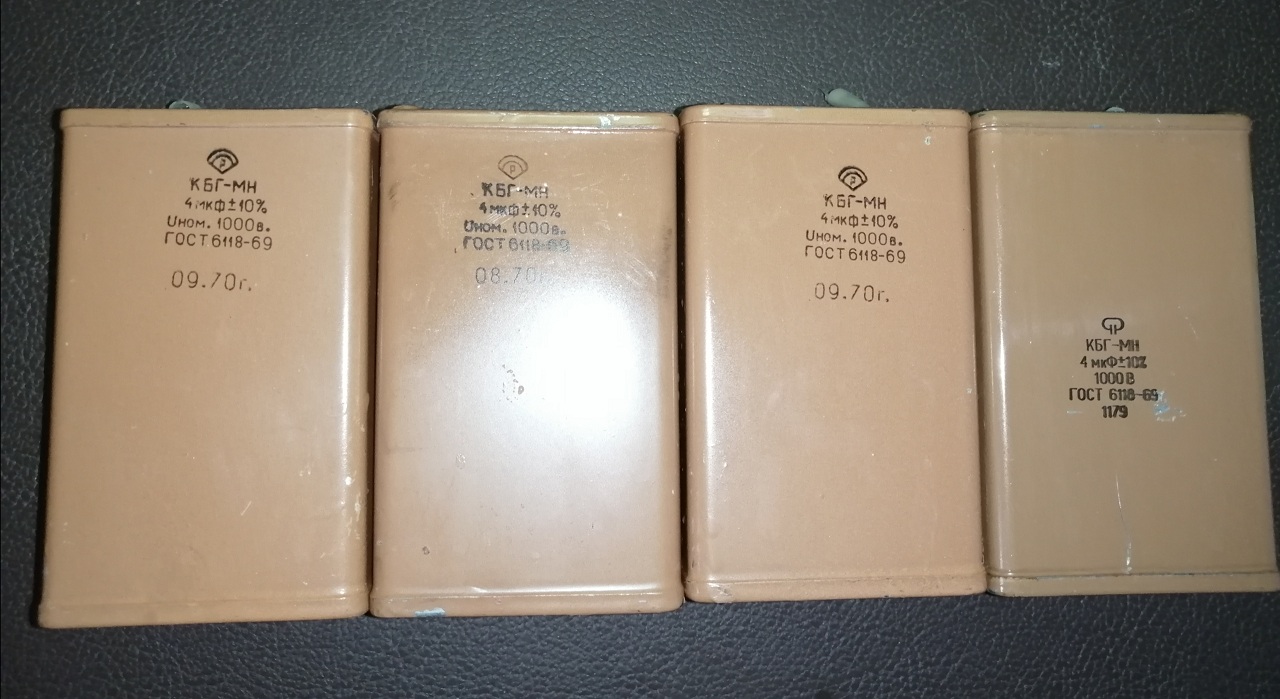 КБГ-МН
4мкф±10%
Uном. 1000в.
ГОСТ 6118-69
09.70г.
КБГ-МН
4мкф±10%
Uном. 1000в.
ГОСТ 6118-69
08.70г
КБГ-МН
4мкф±10%
Uном. 1000в.
ГОСТ 6118-69
09.70г.
КБГ-МН
4 мкФ±10%
1000 В
ГОСТ 6118-69
1179